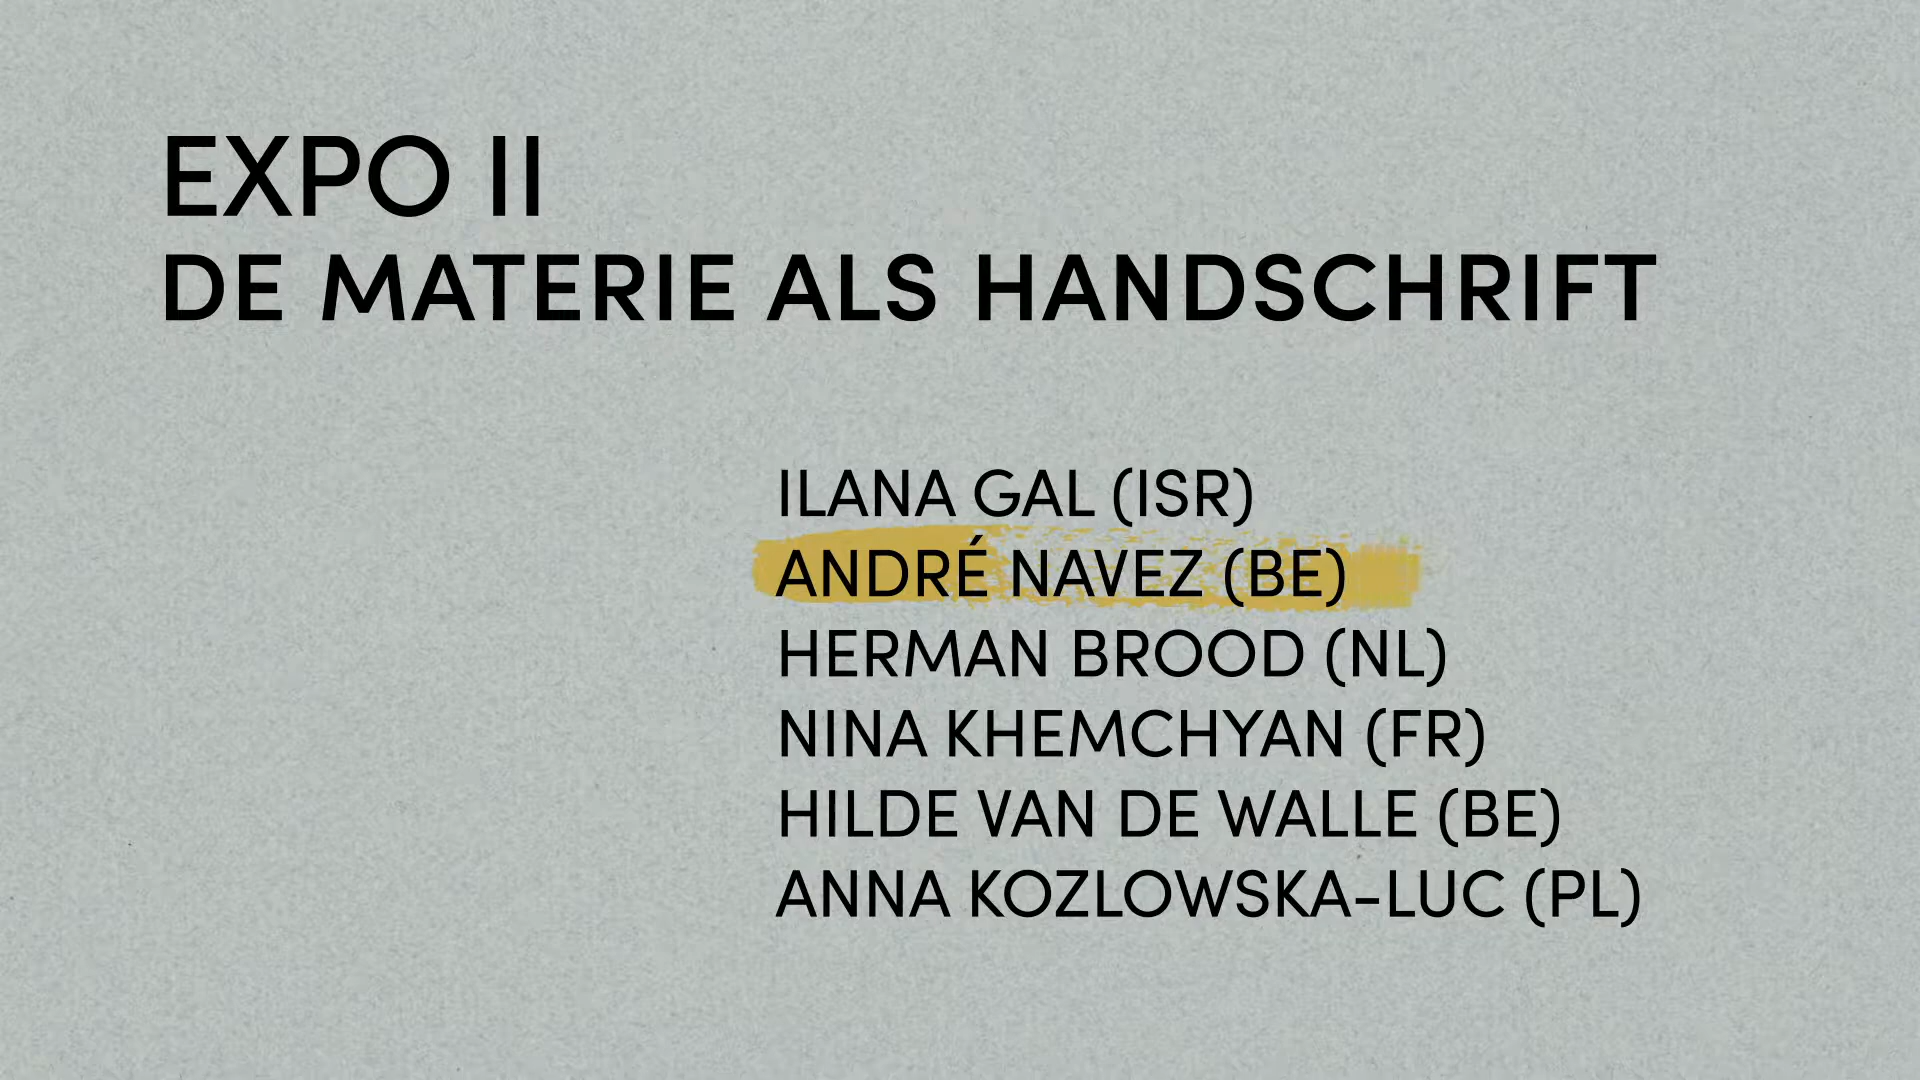 EXPO II
DE MATERIE ALS HANDSCHRIFT
ILANA GAL (ISR)
ANDRÉ NAVEZ (BE)
HERMAN BROOD (NL)
NINA KHEMCHYAN (FR)
HILDE VAN DE WALLE (BE)
ANNA KOZLOWSKA-LUC (PL)